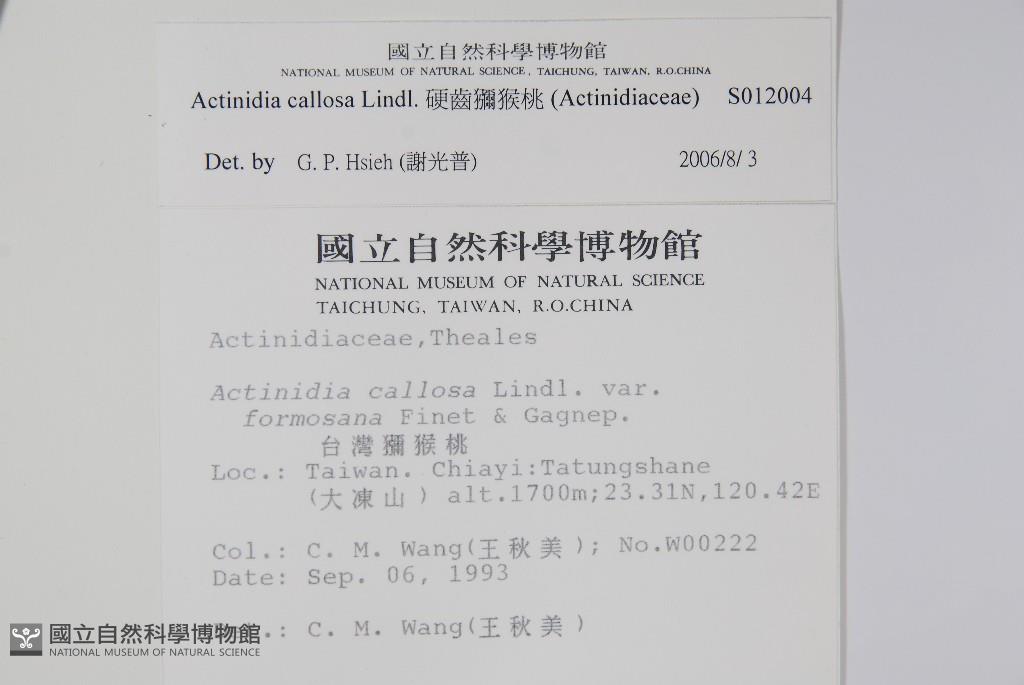 國立自然科學博物館
NATIONAL MUSEUM OF NATURAL SCIENCE, TAICHUNG, TAIWAN, R.O.CHINA
Actinidia callosa Lindl. 硬齒獼猴桃 (Actinidiaceae) S012004
Det. by G. P. Hsieh (謝光普) 2006/8/ 3
國立自然科學博物館
NATIONAL MUSEUM OF NATURAL SCIENCE
TAICHUNG, TAIWAN, R.O.CHINA
Actinidiaceae,Theales
Actinidia callosa Lindl. var.
formosana Finet & Gagnep.
台灣獼猴桃
Loc.: Taiwan. Chiayi:Tatungshane
(大凍山) alt.1700m;23.31N,120.42E
Col.: C. M. Wang(王秋美); No.W00222
Date: Sep. 06, 1993
.: C. M. Wang(王秋美)
國立自然科學博物館
NATIONAL MUSEUM OF NATURAL SCIENCE